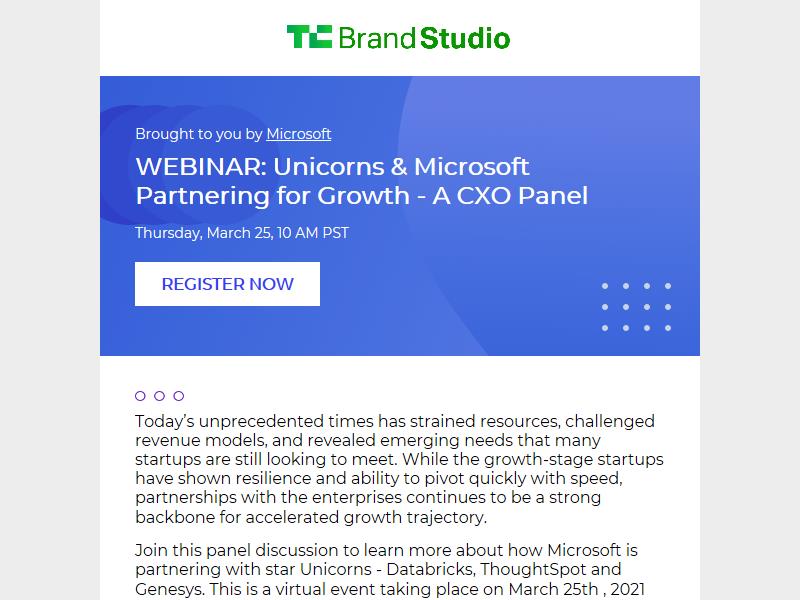 TC BrandStudio
Brought to you by Microsoft
WEBINAR: Unicorns & Microsoft
Partnering for Growth - A CXO Panel
Thursday, March 25, 10 AM PST
REGISTER NOW
Today’s unprecedented times has strained resources, challenged
revenue models, and revealed emerging needs that many
startups are still looking to meet. While the growth-stage startups
have shown resilience and ability to pivot quickly with speed,
partnerships with the enterprises continues to be a strong
backbone for accelerated growth trajectory.
Join this panel discussion to learn more about how Microsoft is
partnering with star Unicorns - Databricks, ThoughtSpot and
Genesys. This is a virtual event taking place on March 25th , 2021